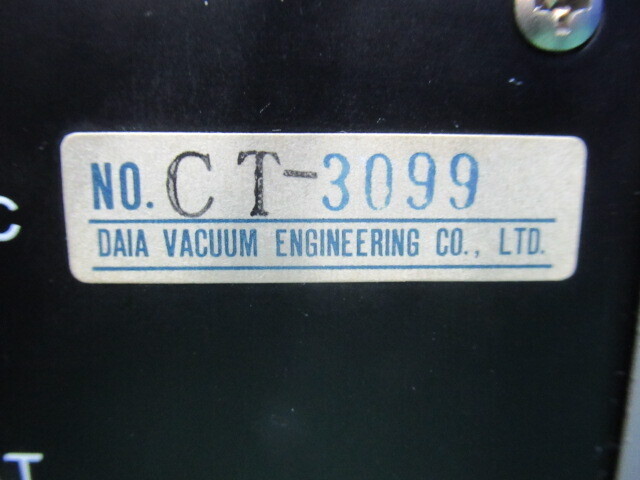 NO. CT-3099
DAIA VACUUM ENGINEERING CO., LTD.
C
T